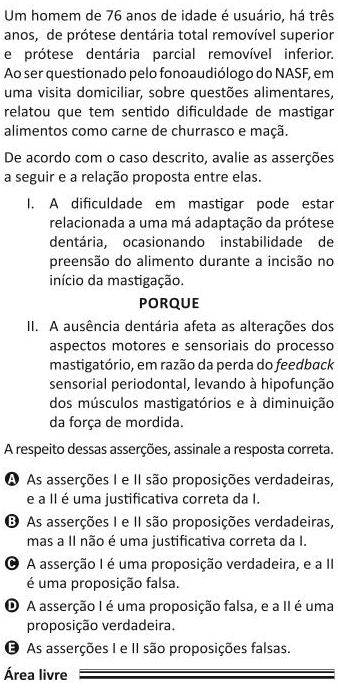 Um homem de 76 anos de idade é usuário, há três
anos, de prótese dentária total removível superior
e prótese dentária parcial removível inferior.
Ao ser questionado pelo fonoaudiólogo do NASF, em
uma visita domiciliar, sobre questões alimentares,
relatou que tem sentido dificuldade de mastigar
alimentos como carne de churrasco e maçã.
De acordo com o caso descrito, avalie as asserções
a seguir e a relação proposta entre elas.
I. A dificuldade em mastigar pode estar
relacionada a uma má adaptação da prótese
dentária, ocasionando instabilidade de
preensão do alimento durante a incisão no
início da mastigação.
PORQUE
II. A ausência dentária afeta as alterações dos
aspectos motores e sensoriais do processo
mastigatório, em razão da perda do feedback
sensorial periodontal, levando à hipofunção
dos músculos mastigatórios e à diminuição
da força de mordida.
A respeito dessas asserções, assinale a resposta correta.
A As asserções I e II são proposições verdadeiras,
e a II é uma justificativa correta da I.
B As asserções I e II são proposições verdadeiras,
mas a II não é uma justificativa correta da I.
C A asserção I é uma proposição verdadeira, e a II
é uma proposição falsa.
D A asserção I é uma proposição falsa, e a II é uma
proposição verdadeira.
E As asserções I e II são proposições falsas.
Área livre